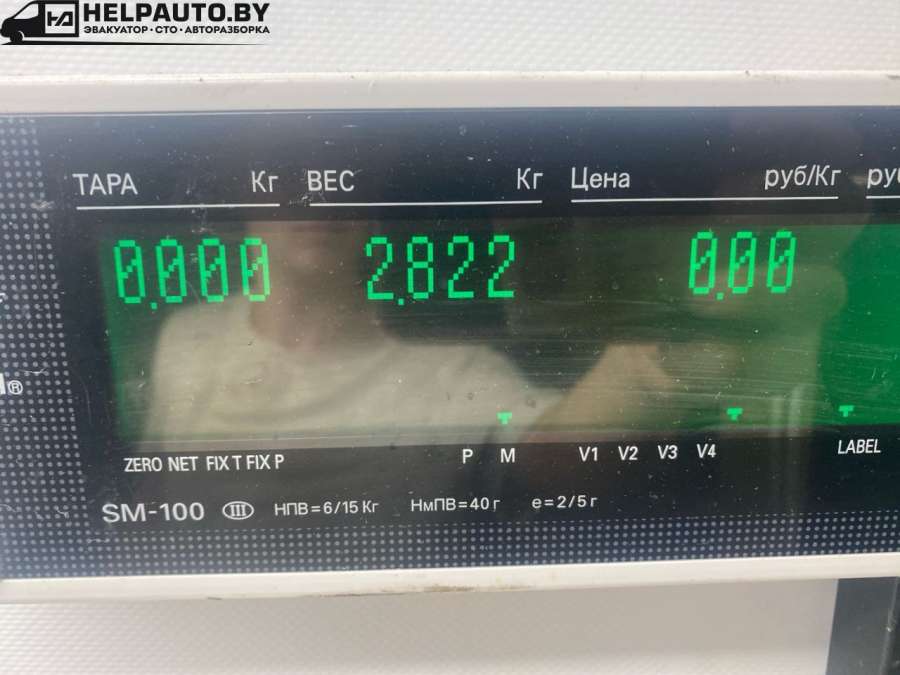 HELPAUTO.BY
ЭВАКУАТОР · СТО · АВТОРАЗБОРКА
ТАРА Кг ВЕС Кг Цена руб/Кг
0.000 2.822 0.00
®
ZERO NET FIX T FIX P P M V1 V2 V3 V4 LABEL
SM-100 III НПВ=6/15 Кг НмПВ=40 г e=2/5 г